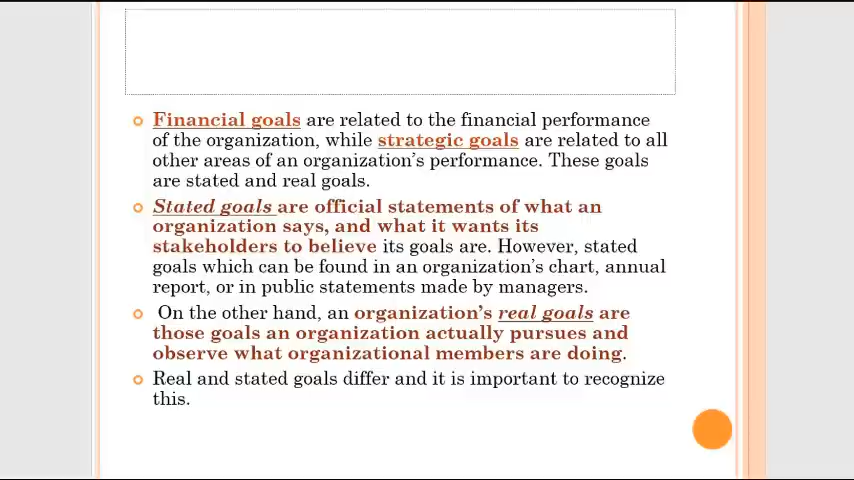 Financial goals are related to the financial performance
of the organization, while strategic goals are related to all
other areas of an organization's performance. These goals
are stated and real goals.
Stated goals are official statements of what an
organization says, and what it wants its
stakeholders to believe its goals are. However, stated
goals which can be found in an organization's chart, annual
report, or in public statements made by managers.
On the other hand, an organization's real goals are
those goals an organization actually pursues and
observe what organizational members are doing.
Real and stated goals differ and it is important to recognize
this.